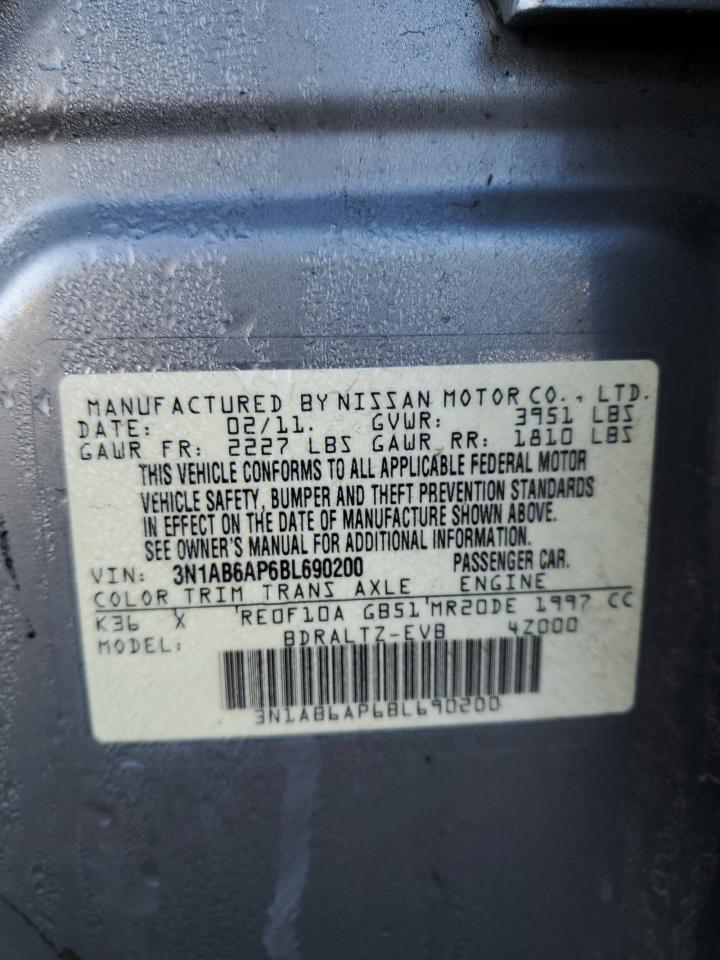 MANUFACTURED BY NISSAN MOTOR CO., LTD.
DATE: 02/11. GVWR: 3951 LBS
GAWR FR: 2227 LBS GAWR RR: 1810 LBS
THIS VEHICLE CONFORMS TO ALL APPLICABLE FEDERAL MOTOR
VEHICLE SAFETY, BUMPER AND THEFT PREVENTION STANDARDS
IN EFFECT ON THE DATE OF MANUFACTURE SHOWN ABOVE.
SEE OWNER'S MANUAL FOR ADDITIONAL INFORMATION.
VIN: 3N1AB6AP6BL690200 PASSENGER CAR.
COLOR TRIM TRANS AXLE ENGINE
K36 X RE0F10A GB51 MR20DE 1997 CC
MODEL: BDRALTZ-EVB 4Z000
3N1AB6AP6BL690200